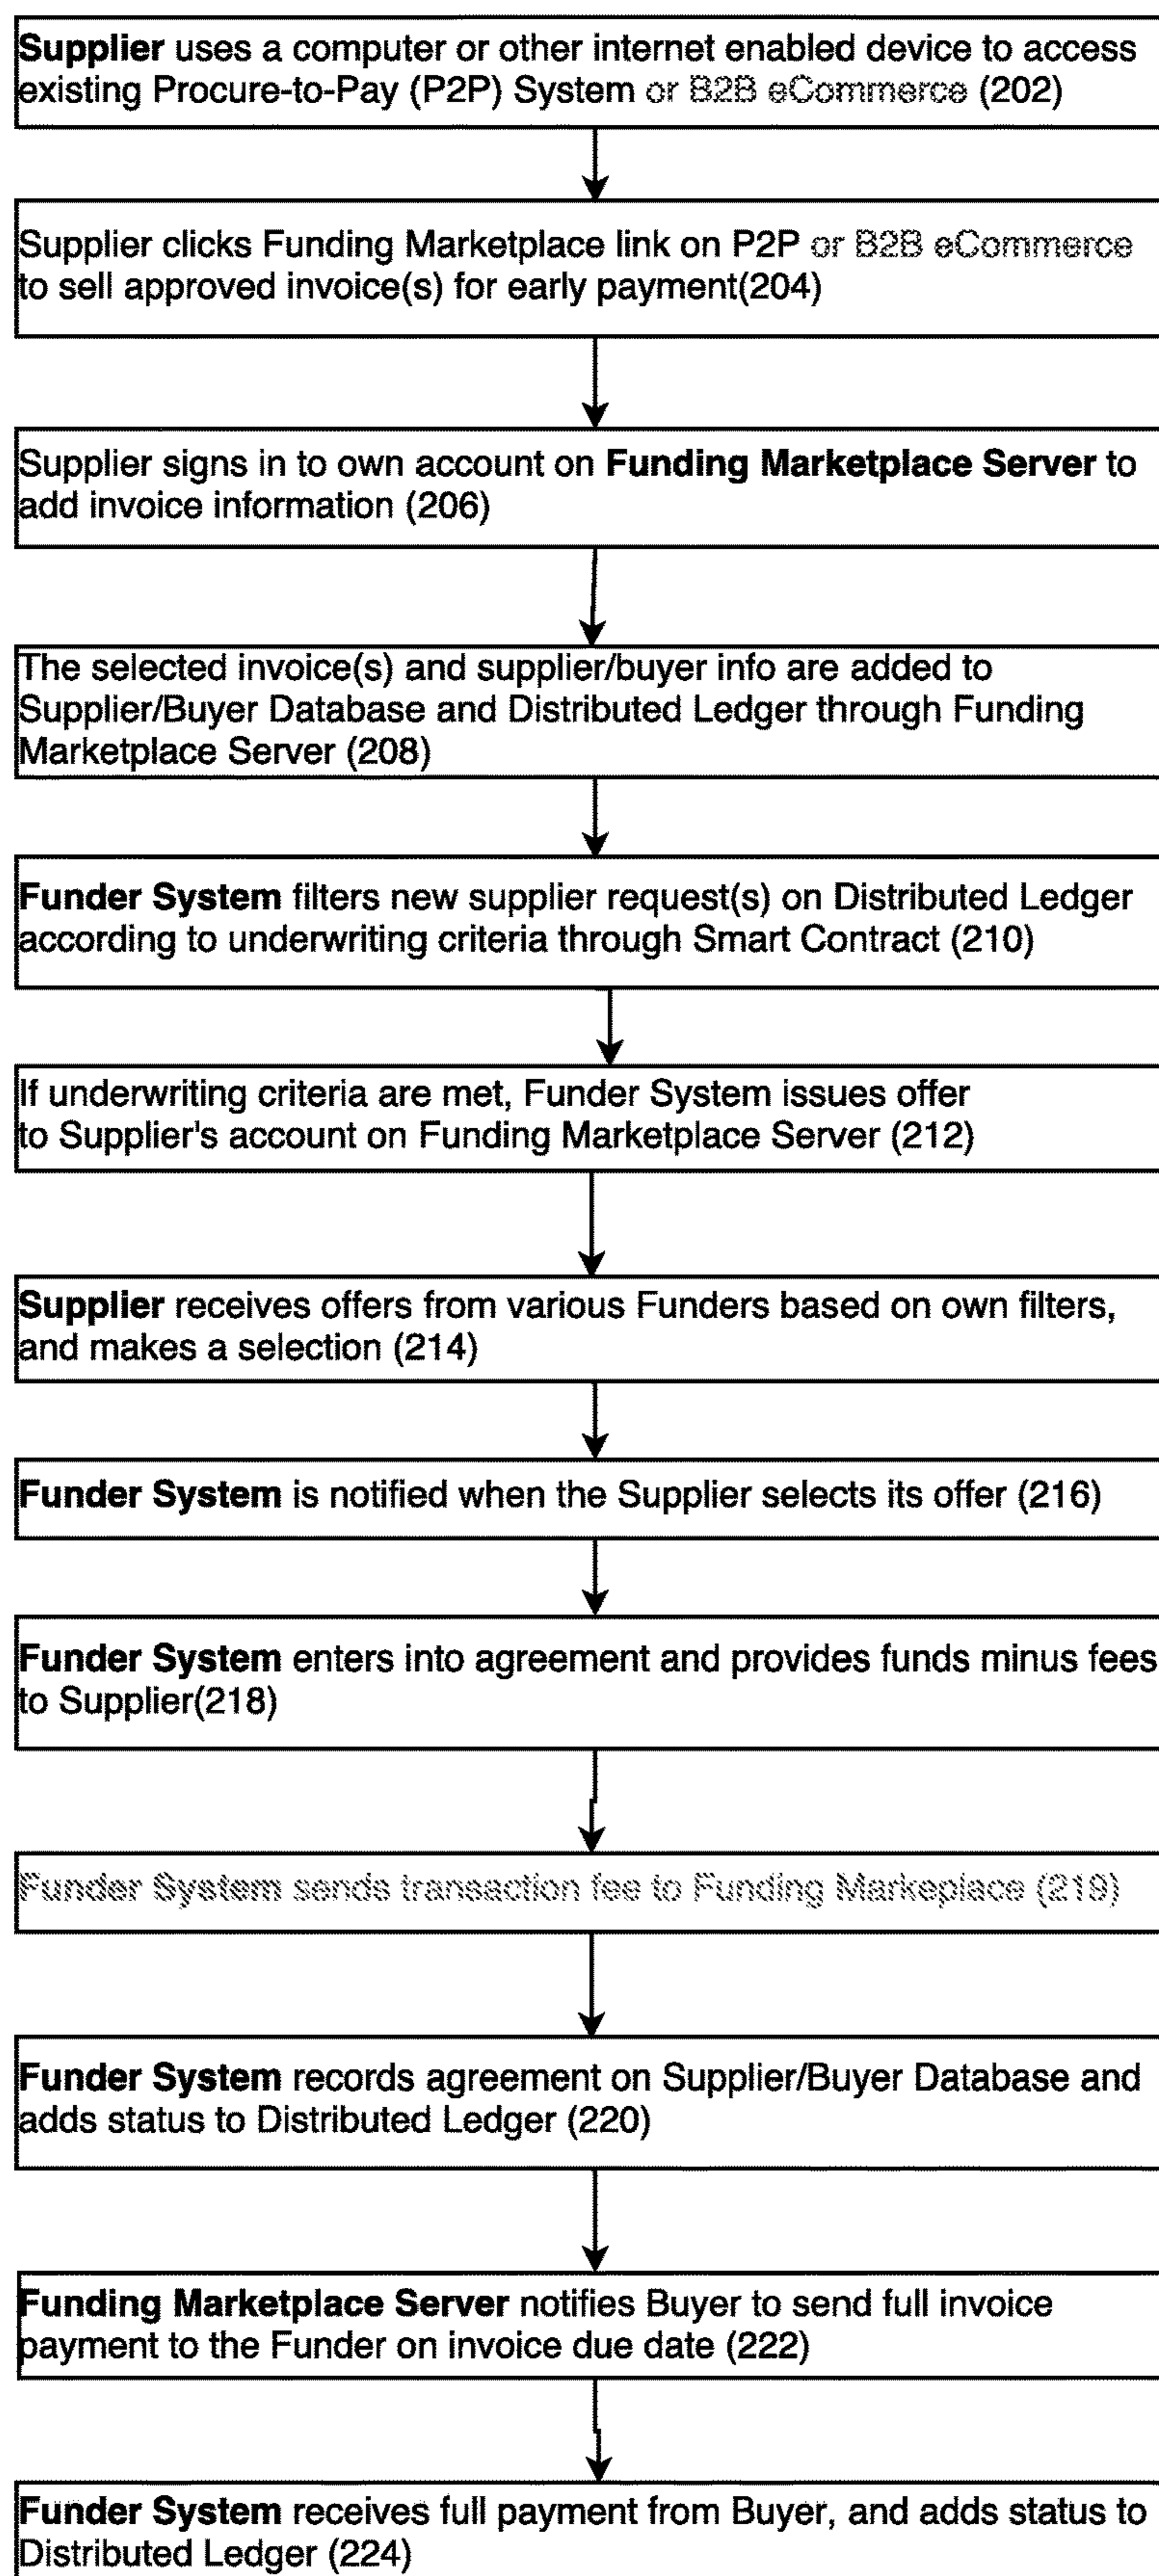 Supplier uses a computer or other internet enabled device to access
existing Procure-to-Pay (P2P) System or B2B eCommerce (202)
Supplier clicks Funding Marketplace link on P2P or B2B eCommerce
to sell approved invoice(s) for early payment(204)
Supplier signs in to own account on Funding Marketplace Server to
add invoice information (206)
The selected invoice(s) and supplier/buyer info are added to
Supplier/Buyer Database and Distributed Ledger through Funding
Marketplace Server (208)
Funder System filters new supplier request(s) on Distributed Ledger
according to underwriting criteria through Smart Contract (210)
If underwriting criteria are met, Funder System issues offer
to Supplier's account on Funding Marketplace Server (212)
Supplier receives offers from various Funders based on own filters,
and makes a selection (214)
Funder System is notified when the Supplier selects its offer (216)
Funder System enters into agreement and provides funds minus fees
to Supplier(218)
Funder System sends transaction fee to Funding Markeplace (219)
Funder System records agreement on Supplier/Buyer Database and
adds status to Distributed Ledger (220)
Funding Marketplace Server notifies Buyer to send full invoice
payment to the Funder on invoice due date (222)
Funder System receives full payment from Buyer, and adds status to
Distributed Ledger (224)